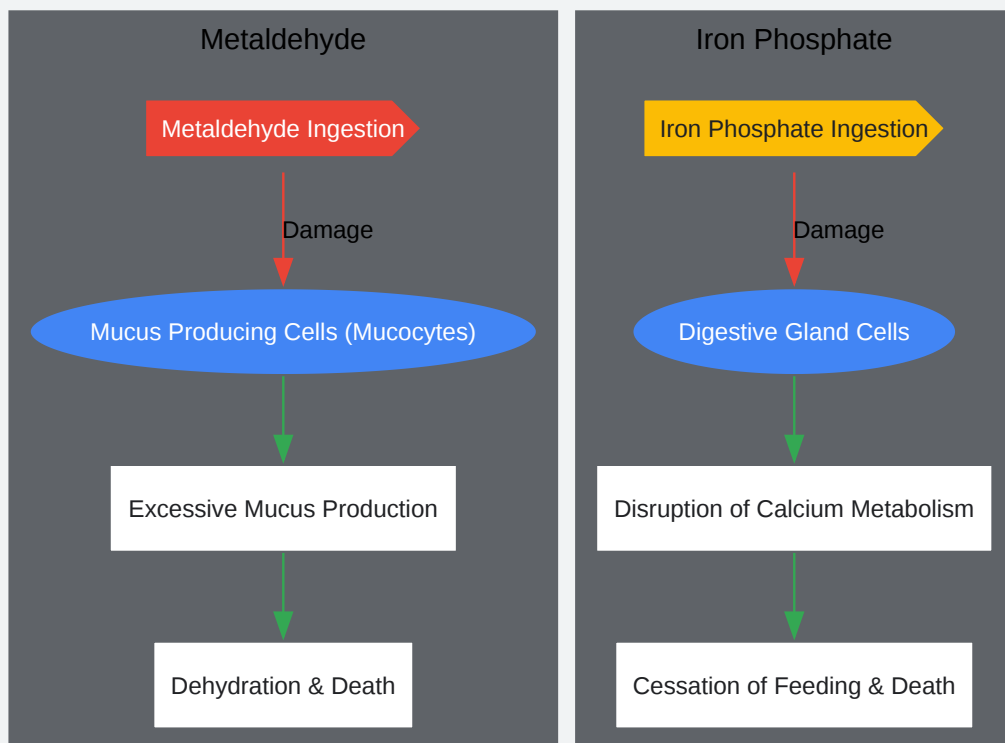 Metaldehyde
Metaldehyde Ingestion
Damage
Mucus Producing Cells (Mucocytes)
Excessive Mucus Production
Dehydration & Death
Iron Phosphate
Iron Phosphate Ingestion
Damage
Digestive Gland Cells
Disruption of Calcium Metabolism
Cessation of Feeding & Death